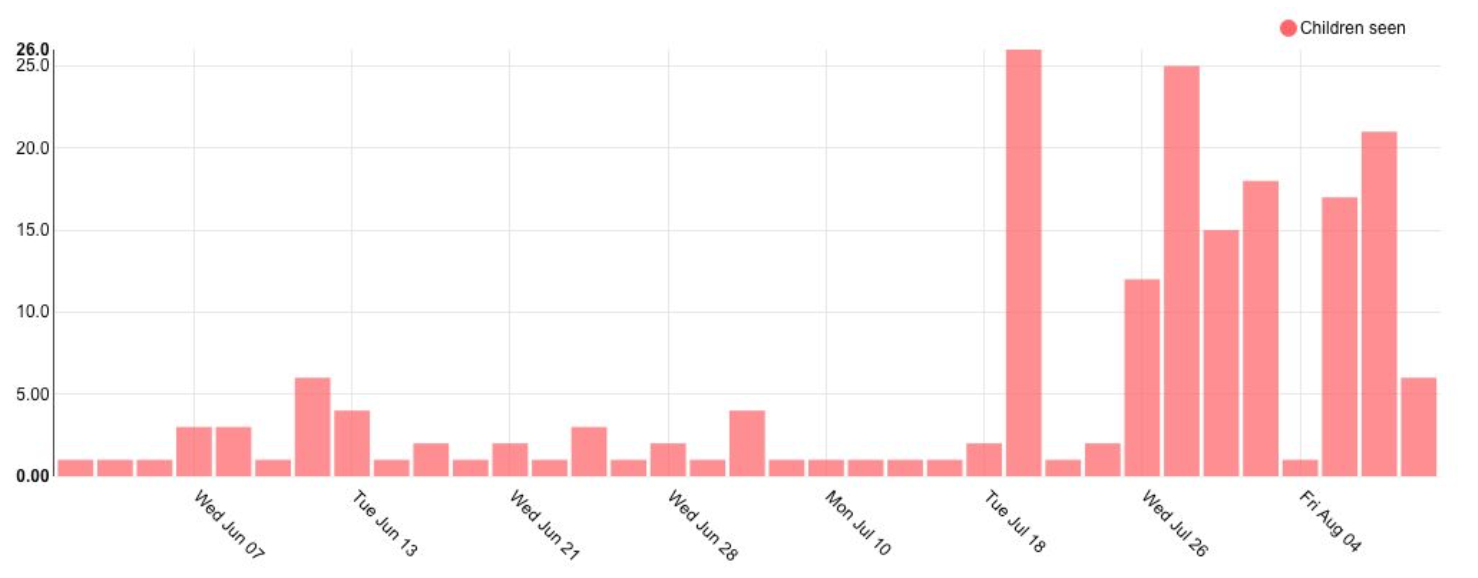 Children seen
26.0
25.0
20.0
15.0
10.0
5.00
0.00
Wed Jun 07
Tue Jun 13
Wed Jun 21
Wed Jun 28
Mon Jul 10
Tue Jul 18
Wed Jul 26
Fri Aug 04